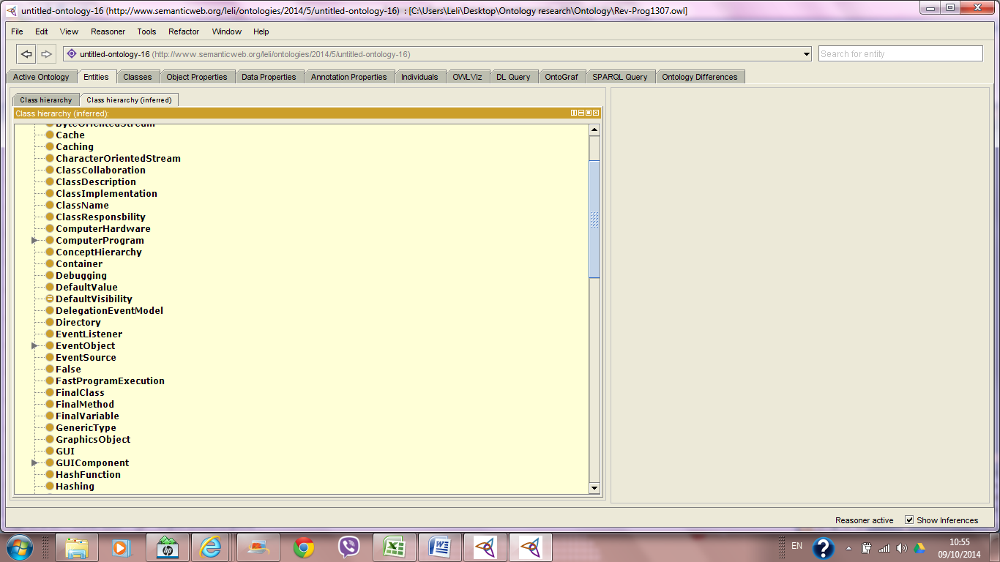 untitled-ontology-16 (http://www.semanticweb.org/leli/ontologies/2014/5/untitled-ontology-16) : [C:\Users\Leli\Desktop\Ontology research\Ontology\Rev-Prog1307.owl]
File Edit View Reasoner Tools Refactor Window Help
untitled-ontology-16 (http://www.semanticweb.org/leli/ontologies/2014/5/untitled-ontology-16) Search for entity
Active Ontology Entities Classes Object Properties Data Properties Annotation Properties Individuals OWLViz DL Query OntoGraf SPARQL Query Ontology Differences
Class hierarchy Class hierarchy (inferred)
Class hierarchy (inferred):
ByteOrientedStream
Cache
Caching
CharacterOrientedStream
ClassCollaboration
ClassDescription
ClassImplementation
ClassName
ClassResponsbility
ComputerHardware
ComputerProgram
ConceptHierarchy
Container
Debugging
DefaultValue
DefaultVisibility
DelegationEventModel
Directory
EventListener
EventObject
EventSource
False
FastProgramExecution
FinalClass
FinalMethod
FinalVariable
GenericType
GraphicsObject
GUI
GUIComponent
HashFunction
Hashing
Reasoner active Show Inferences
EN 10:55
09/10/2014